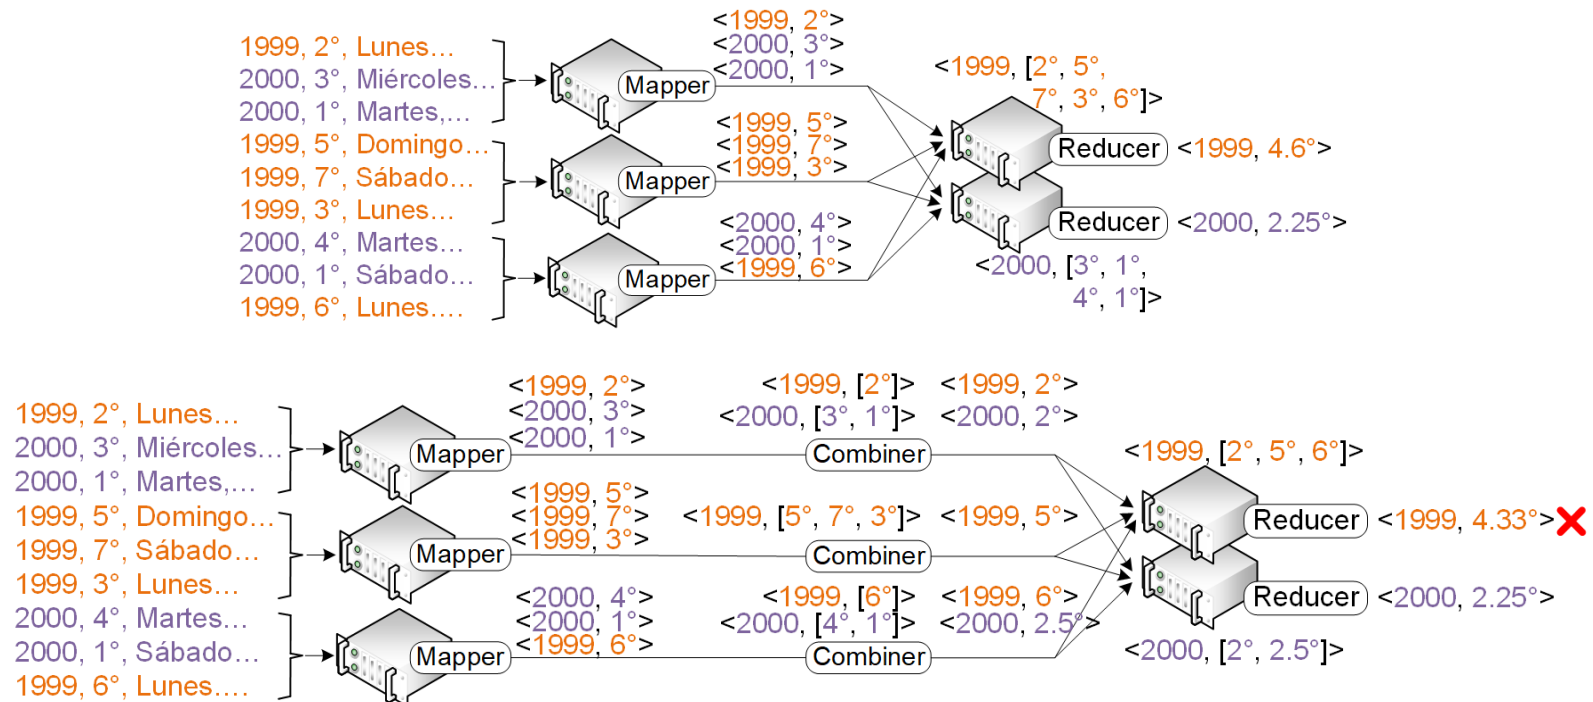 1999, 2°, Lunes...
2000, 3°, Miércoles...
2000, 1°, Martes,...
1999, 5°, Domingo...
1999, 7°, Sábado...
1999, 3°, Lunes...
2000, 4°, Martes...
2000, 1°, Sábado...
1999, 6°, Lunes....
Mapper
Mapper
Mapper
<1999, 2°>
<2000, 3°>
<2000, 1°>
<1999, 5°>
<1999, 7°>
<1999, 3°>
<2000, 4°>
<2000, 1°>
<1999, 6°>
<1999, [2°, 5°,
7°, 3°, 6°]>
Reducer
<1999, 4.6°>
Reducer
<2000, 2.25°>
<2000, [3°, 1°,
4°, 1°]>
1999, 2°, Lunes...
2000, 3°, Miércoles...
2000, 1°, Martes,...
1999, 5°, Domingo...
1999, 7°, Sábado...
1999, 3°, Lunes...
2000, 4°, Martes...
2000, 1°, Sábado...
1999, 6°, Lunes....
Mapper
Mapper
Mapper
<1999, 2°>
<2000, 3°>
<2000, 1°>
<1999, 5°>
<1999, 7°>
<1999, 3°>
<2000, 4°>
<2000, 1°>
<1999, 6°>
<1999, [2°]>
<1999, 2°>
<2000, [3°, 1°]>
<2000, 2°>
Combiner
<1999, [5°, 7°, 3°]>
<1999, 5°>
Combiner
<1999, [6°]>
<1999, 6°>
<2000, [4°, 1°]>
<2000, 2.5°>
Combiner
<1999, [2°, 5°, 6°]>
Reducer
<1999, 4.33°>
Reducer
<2000, 2.25°>
<2000, [2°, 2.5°]>